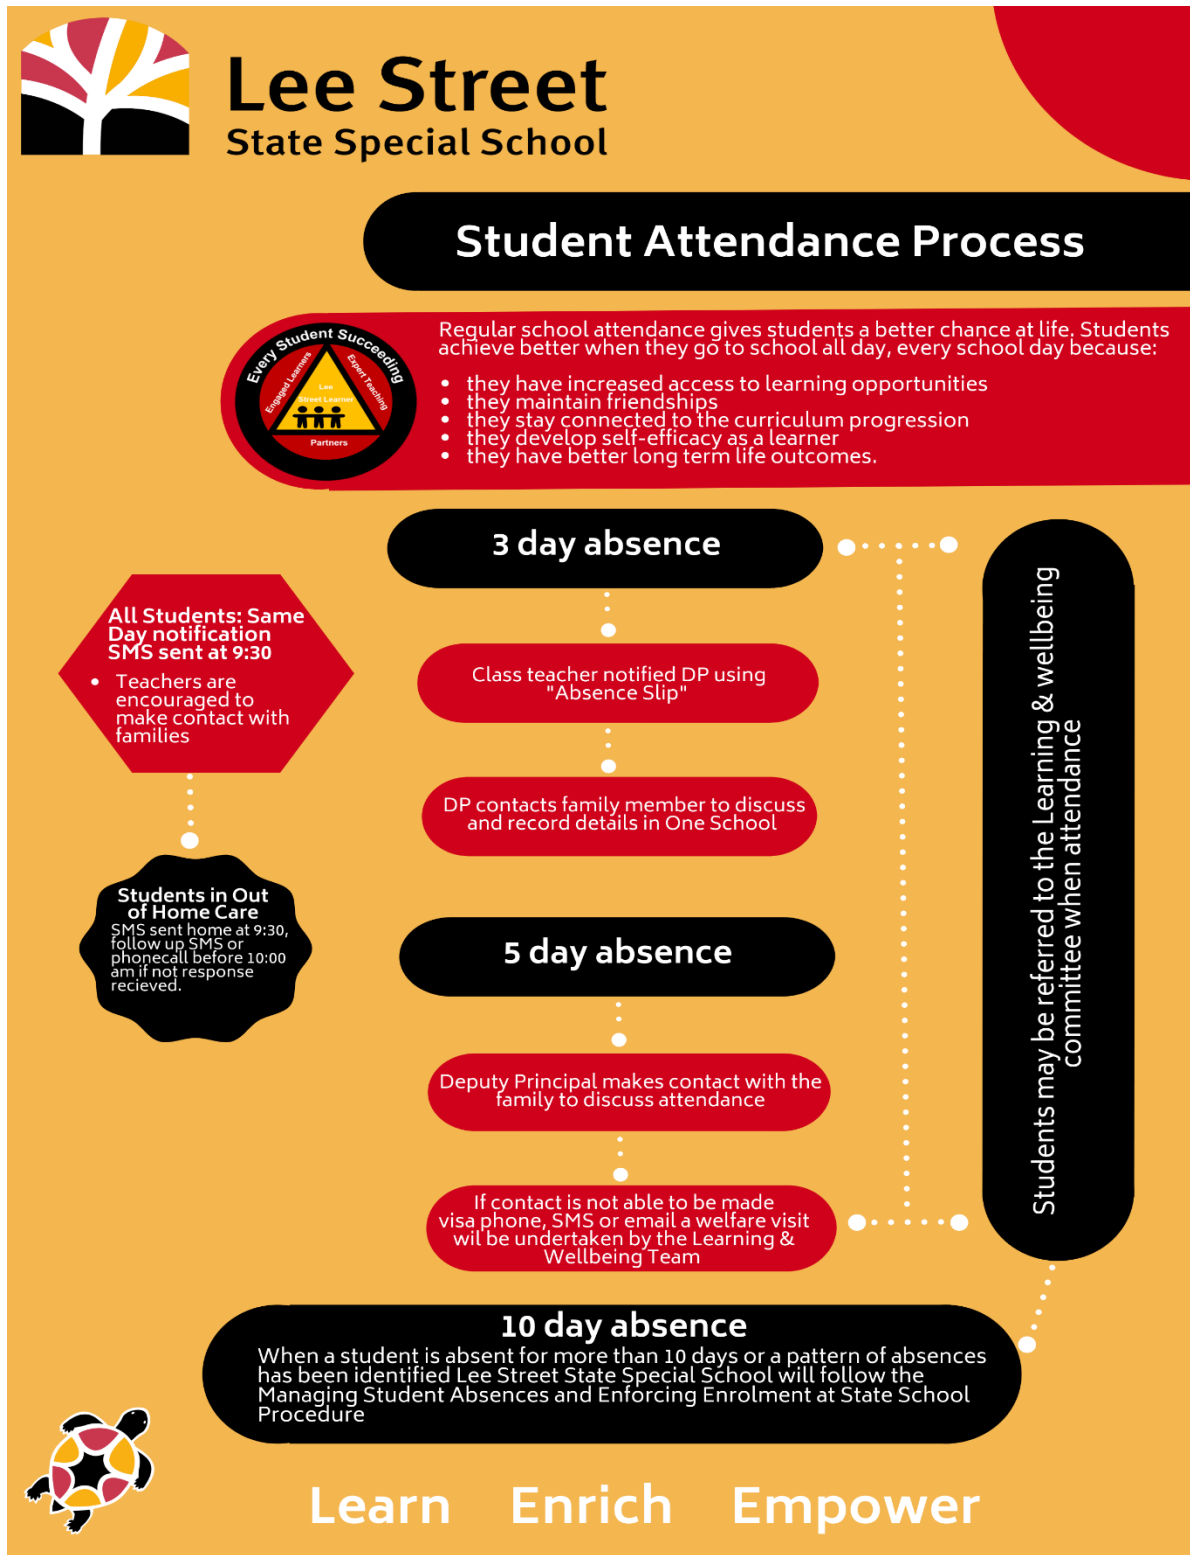 Lee Street
State Special School
Student Attendance Process
Every Student Succeeding
Engaged Learners
Expert Teaching
Lee
Street Learner
Partners
Regular school attendance gives students a better chance at life. Students
achieve better when they go to school all day, every school day because:
• they have increased access to learning opportunities
• they maintain friendships
• they stay connected to the curriculum progression
• they develop self-efficacy as a learner
• they have better long term life outcomes.
3 day absence
All Students: Same
Day notification
SMS sent at 9:30
• Teachers are
encouraged to
make contact with
families
Class teacher notified DP using
"Absence Slip"
DP contacts family member to discuss
and record details in One School
Students in Out
of Home Care
SMS sent home at 9:30,
follow up SMS or
phonecall before 10:00
am if not response
recieved.
5 day absence
Deputy Principal makes contact with the
family to discuss attendance
If contact is not able to be made
visa phone, SMS or email a welfare visit
wil be undertaken by the Learning &
Wellbeing Team
Students may be referred to the Learning & wellbeing
committee when attendance
10 day absence
When a student is absent for more than 10 days or a pattern of absences
has been identified Lee Street State Special School will follow the
Managing Student Absences and Enforcing Enrolment at State School
Procedure
Learn Enrich Empower